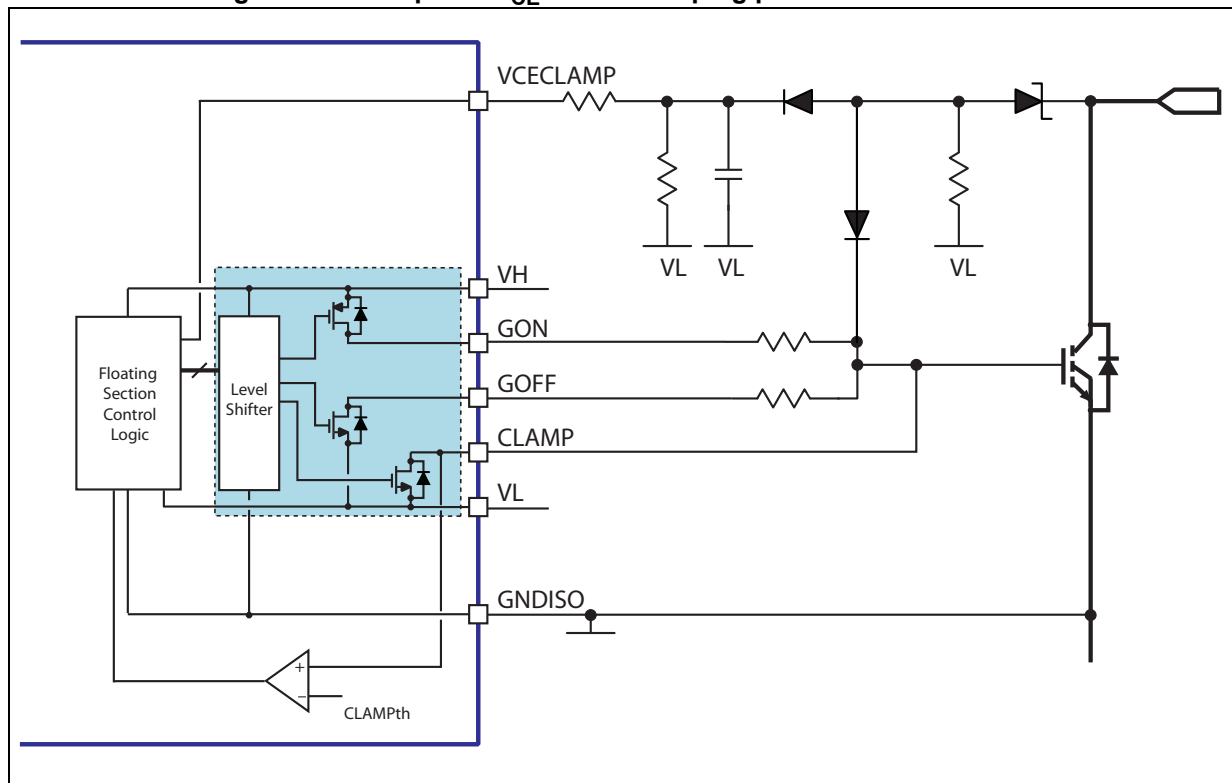 VCECLAMP
VL
VL
VL
VH
GON
GOFF
CLAMP
VL
GNDISO
Floating
Section
Control
Logic
Level
Shifter
+
−
CLAMPth